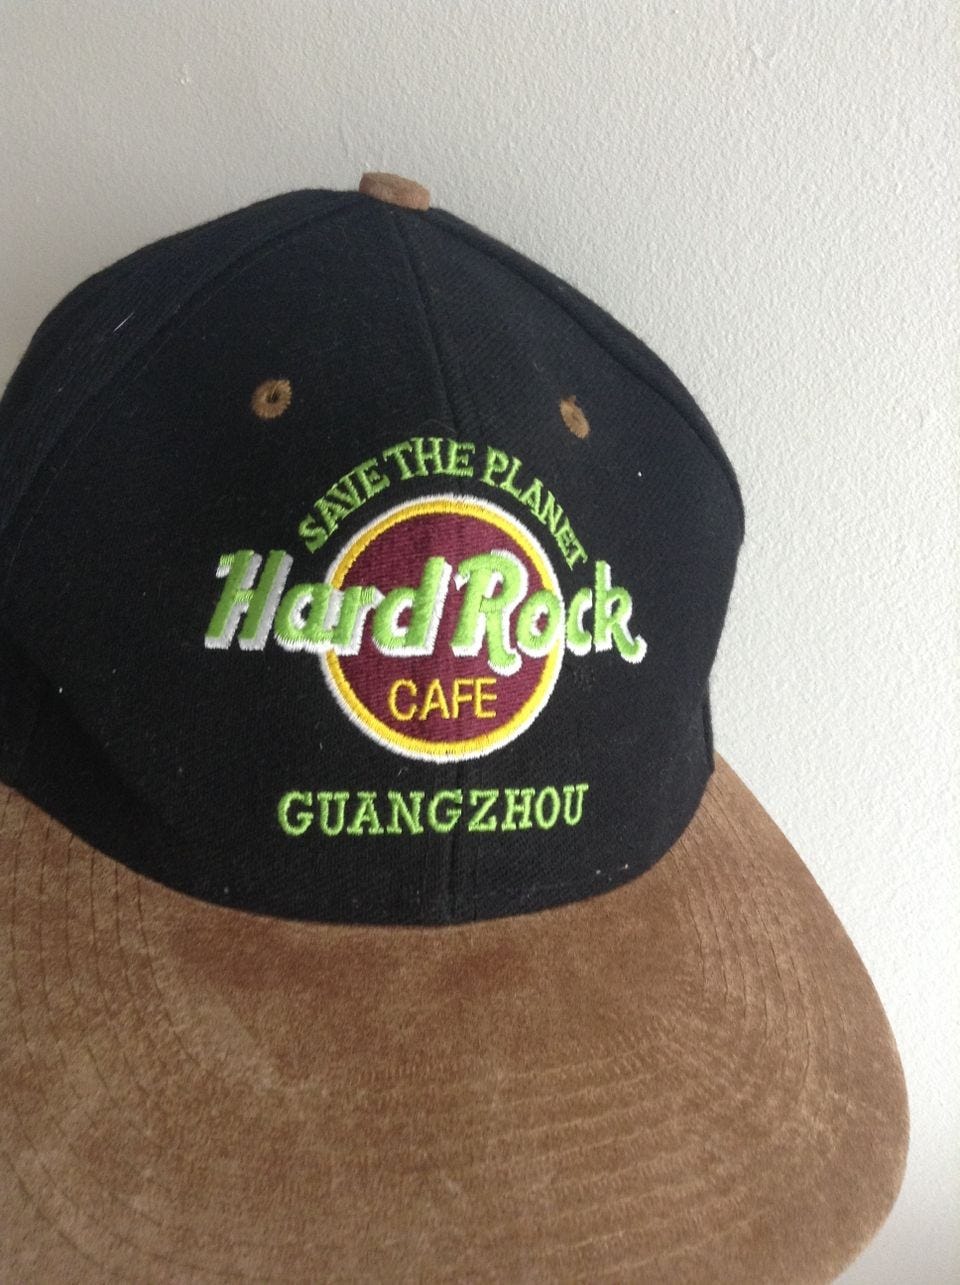 SAVE THE PLANET
Hard Rock
CAFE
GUANGZHOU